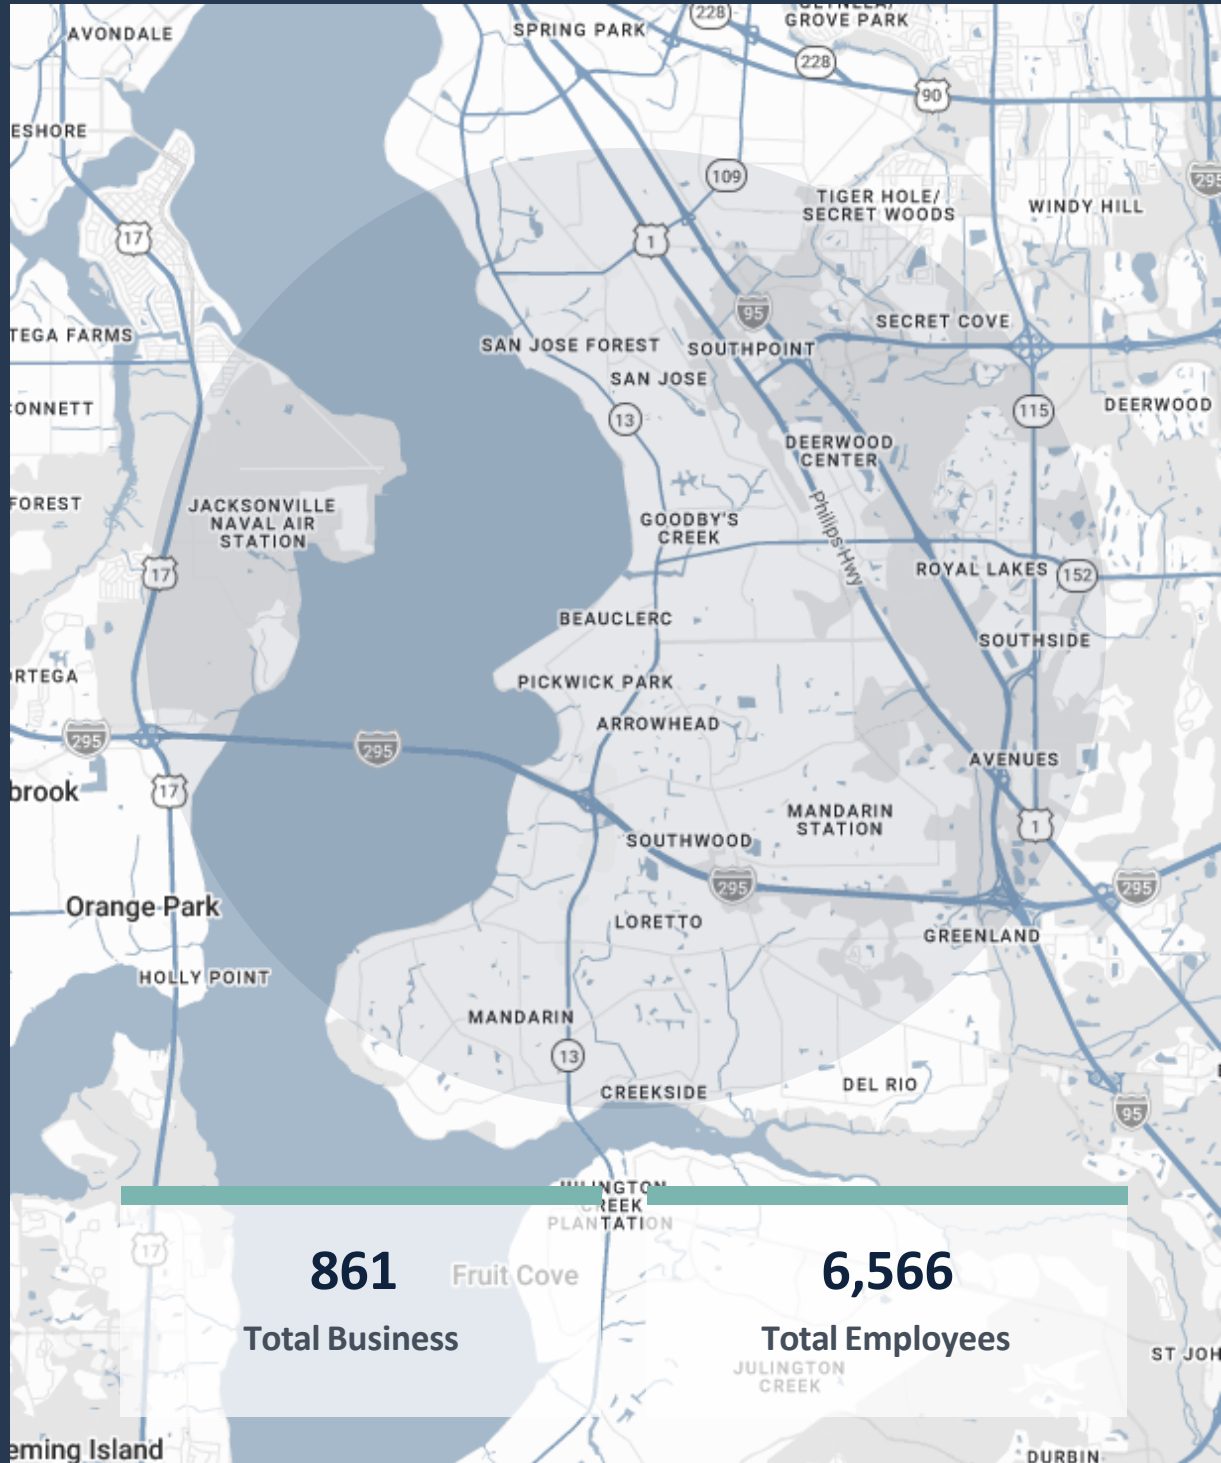 228
GROVE PARK
AVONDALE
SPRING PARK
228
90
ESHORE
109
295
TIGER HOLE/
SECRET WOODS
WINDY HILL
17
1
95
SECRET COVE
TEGA FARMS
SAN JOSE FOREST
SOUTHPOINT
SAN JOSE
CONNETT
13
115
DEERWOOD
DEERWOOD
CENTER
FOREST
JACKSONVILLE
NAVAL AIR
STATION
Philips Hwy
GOODBY'S
CREEK
17
ROYAL LAKES
152
BEAUCLERC
SOUTHSIDE
RTEGA
PICKWICK PARK
ARROWHEAD
295
295
AVENUES
brook
17
MANDARIN
STATION
1
SOUTHWOOD
295
295
Orange Park
LORETTO
GREENLAND
HOLLY POINT
MANDARIN
13
DEL RIO
CREEKSIDE
95
JULINGTON
CREEK
PLANTATION
17
861
Fruit Cove
6,566
Total Business
Total Employees
ST JOH
JULINGTON
CREEK
eming Island
DURBIN